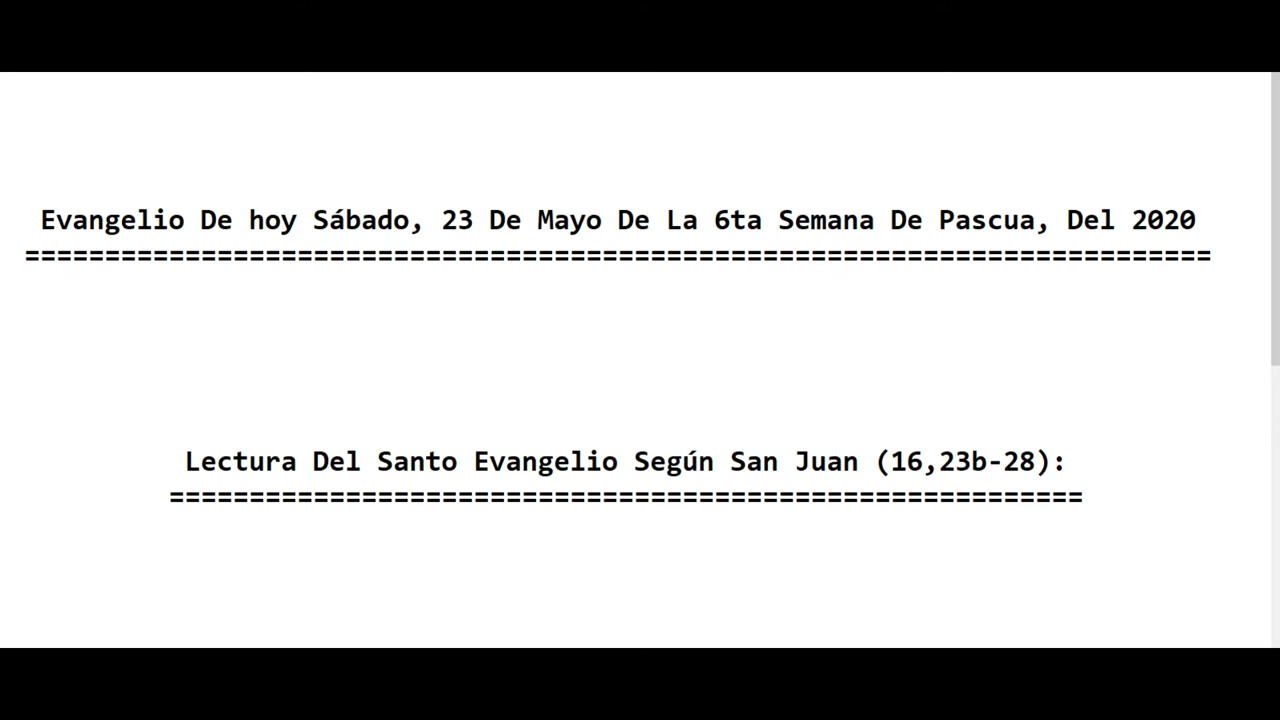 Evangelio De hoy Sábado, 23 De Mayo De La 6ta Semana De Pascua, Del 2020
==========================================================================
Lectura Del Santo Evangelio Según San Juan (16,23b-28):
=========================================================